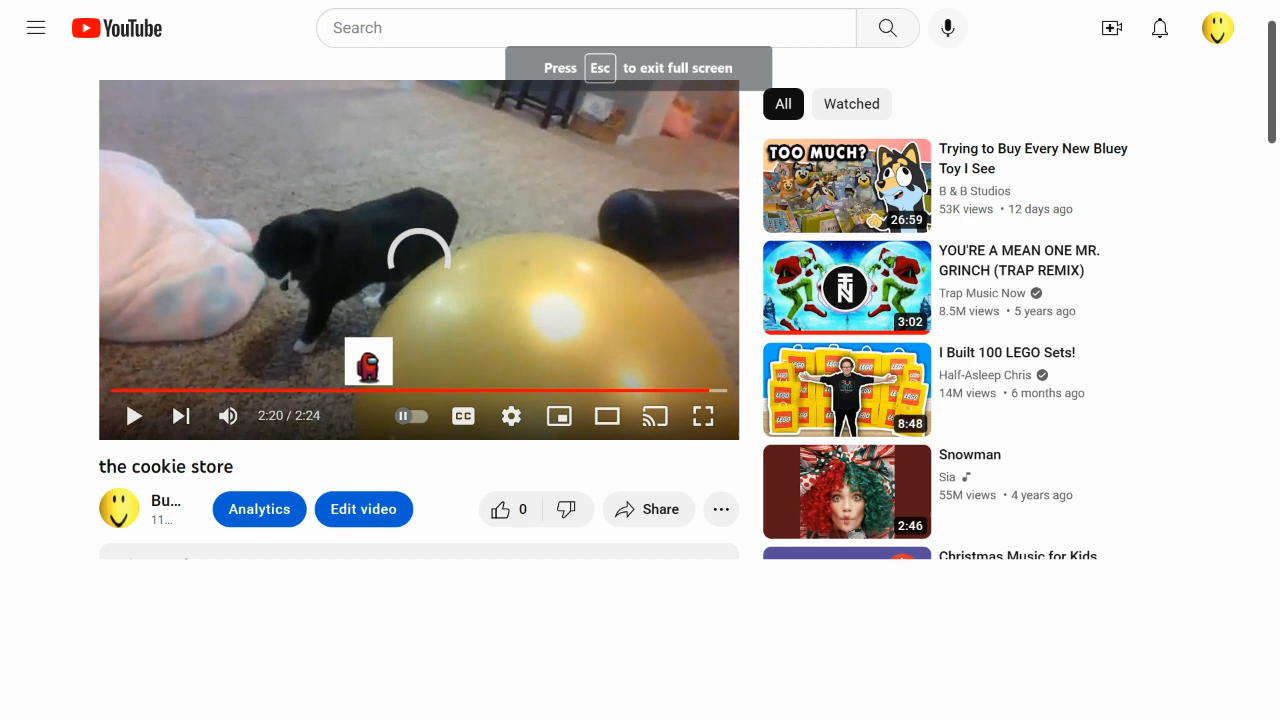 YouTube
Search
Press Esc to exit full screen
All
Watched
TOO MUCH?
26:59
Trying to Buy Every New Bluey
Toy I See
B & B Studios
53K views • 12 days ago
3:02
YOU'RE A MEAN ONE MR.
GRINCH (TRAP REMIX)
Trap Music Now
8.5M views • 5 years ago
LEGO
8:48
I Built 100 LEGO Sets!
Half-Asleep Chris
14M views • 6 months ago
2:46
Snowman
Sia
55M views • 4 years ago
Christmas Music for Kids
2:20 / 2:24
CC
the cookie store
Bu...
11...
Analytics
Edit video
0
Share